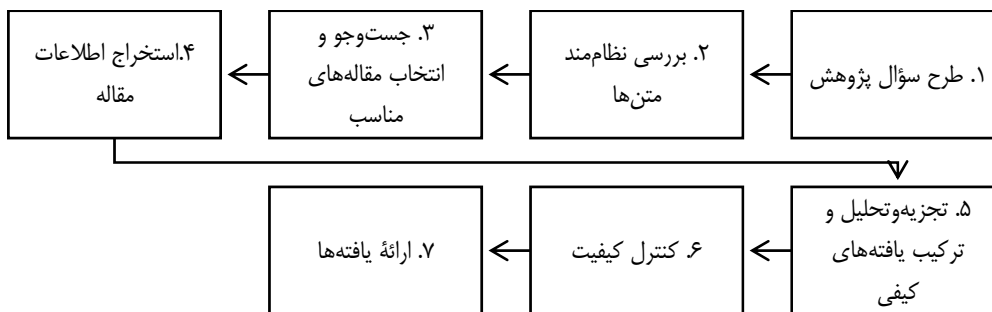 ۱. طرح سؤال پژوهش
۲. بررسی نظام‌مند
متن‌ها
۳. جست‌وجو و
انتخاب مقاله‌های
مناسب
۴.استخراج اطلاعات
مقاله
۵. تجزیه‌وتحلیل و
ترکیب یافته‌های
کیفی
۶. کنترل کیفیت
۷. ارائهٔ یافته‌ها